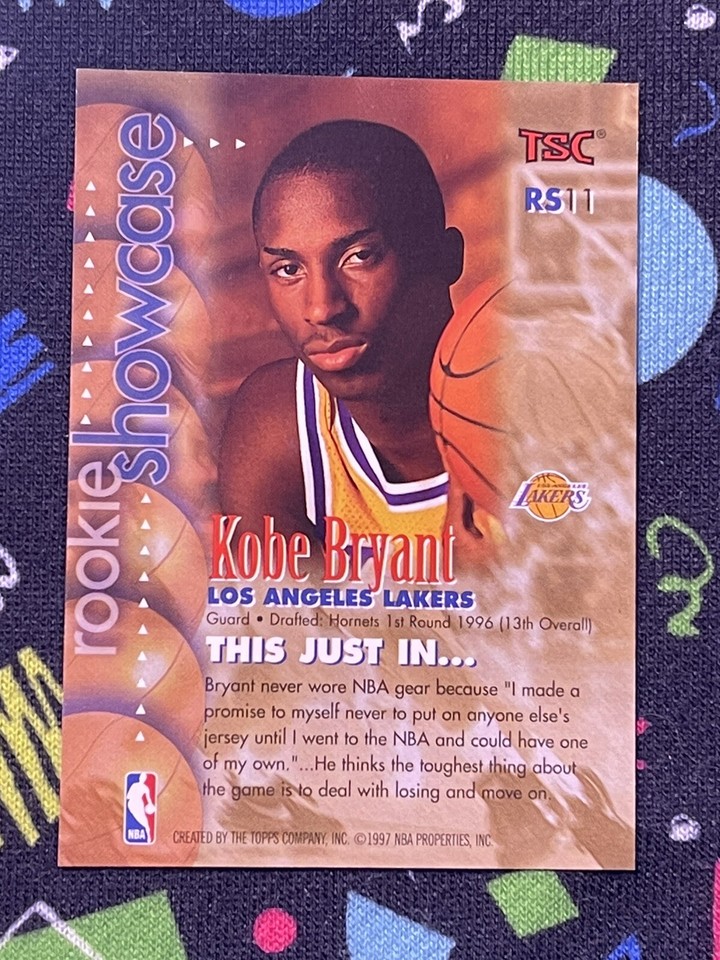 rookie showcase
TSC®
RS11
LAKERS
Kobe Bryant
LOS ANGELES LAKERS
Guard • Drafted: Hornets 1st Round 1996 (13th Overall)
THIS JUST IN...
Bryant never wore NBA gear because "I made a
promise to myself never to put on anyone else's
jersey until I went to the NBA and could have one
of my own."...He thinks the toughest thing about
the game is to deal with losing and move on.
NBA
CREATED BY THE TOPPS COMPANY, INC. ©1997 NBA PROPERTIES, INC.